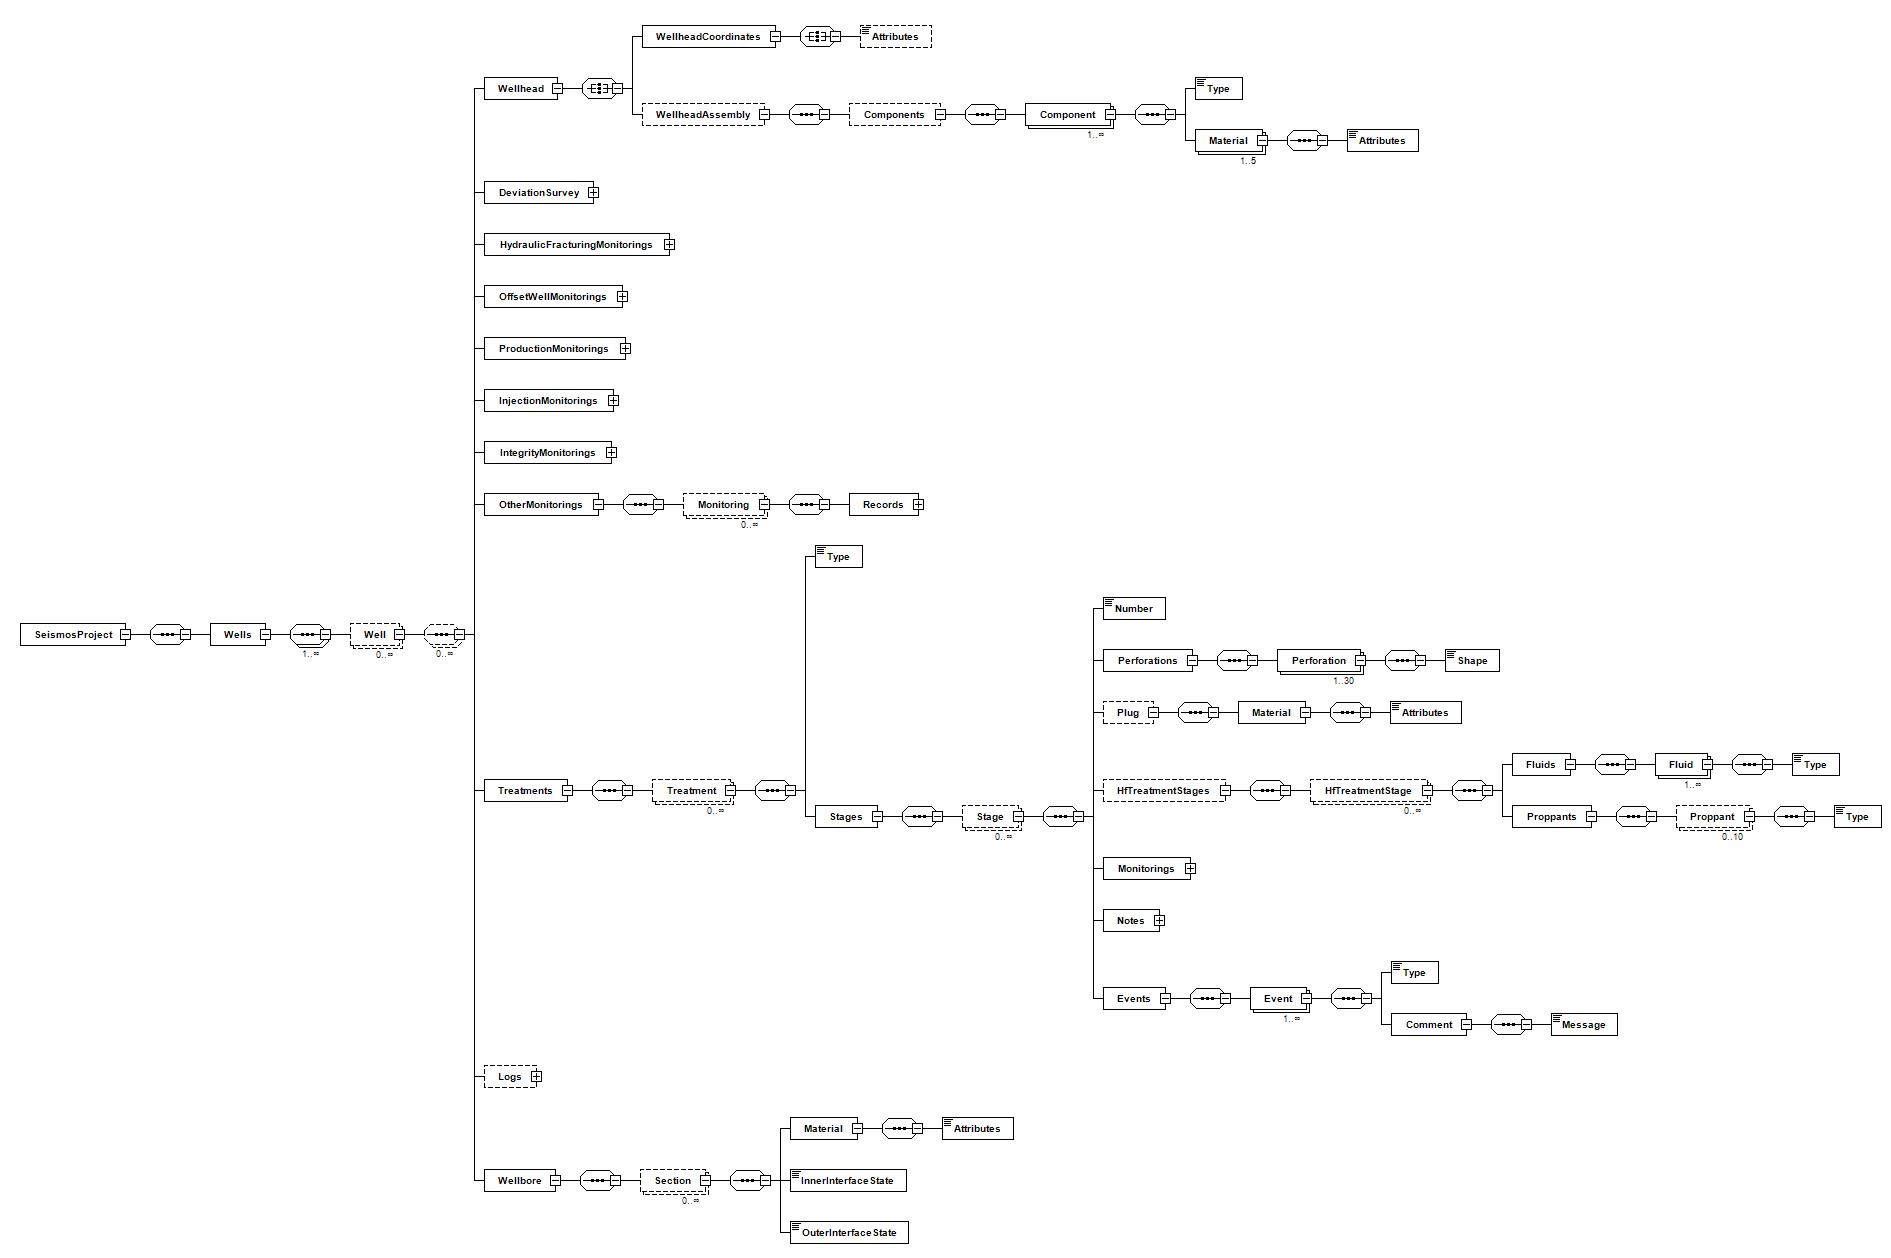 WellheadCoordinates
Attributes
Wellhead
Type
WellheadAssembly
Components
Component
1..∞
Material
Attributes
1..5
DeviationSurvey
HydraulicFracturingMonitorings
OffsetWellMonitorings
ProductionMonitorings
InjectionMonitorings
IntegrityMonitorings
OtherMonitorings
Monitoring
Records
0..∞
Type
Number
SeismosProject
Wells
Well
1..∞
0..∞
0..∞
Perforations
Perforation
Shape
1..30
Plug
Material
Attributes
Fluids
Fluid
Type
1..∞
Treatments
Treatment
HfTreatmentStages
HfTreatmentStage
0..∞
0..∞
Stages
Stage
Proppants
Proppant
Type
0..∞
0..10
Monitorings
Notes
Type
Events
Event
1..∞
Comment
Message
Logs
Material
Attributes
Wellbore
Section
InnerInterfaceState
0..∞
OuterInterfaceState